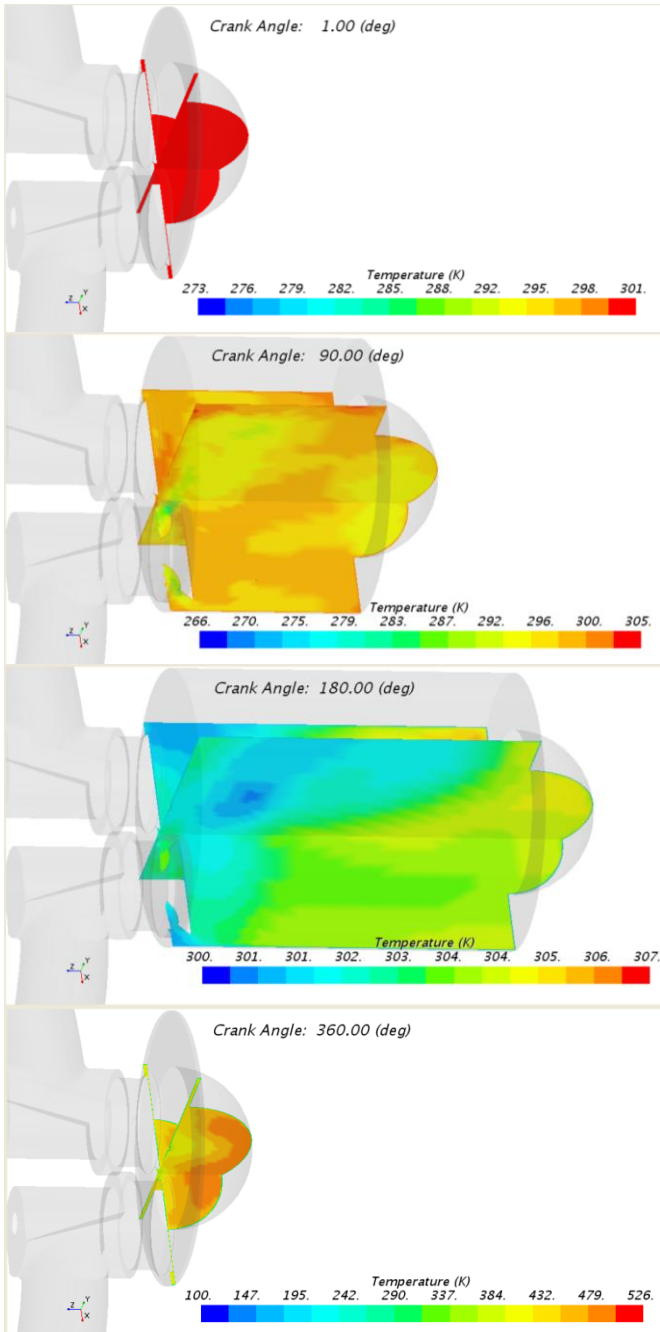 Crank Angle: 1.00 (deg)
Temperature (K)
273. 276. 279. 282. 285. 288. 292. 295. 298. 301.
Z Y X
Crank Angle: 90.00 (deg)
Temperature (K)
266. 270. 275. 279. 283. 287. 292. 296. 300. 305.
Z Y X
Crank Angle: 180.00 (deg)
Temperature (K)
300. 301. 301. 302. 303. 304. 304. 305. 306. 307.
Z Y X
Crank Angle: 360.00 (deg)
Temperature (K)
100. 147. 195. 242. 290. 337. 384. 432. 479. 526.
Z Y X